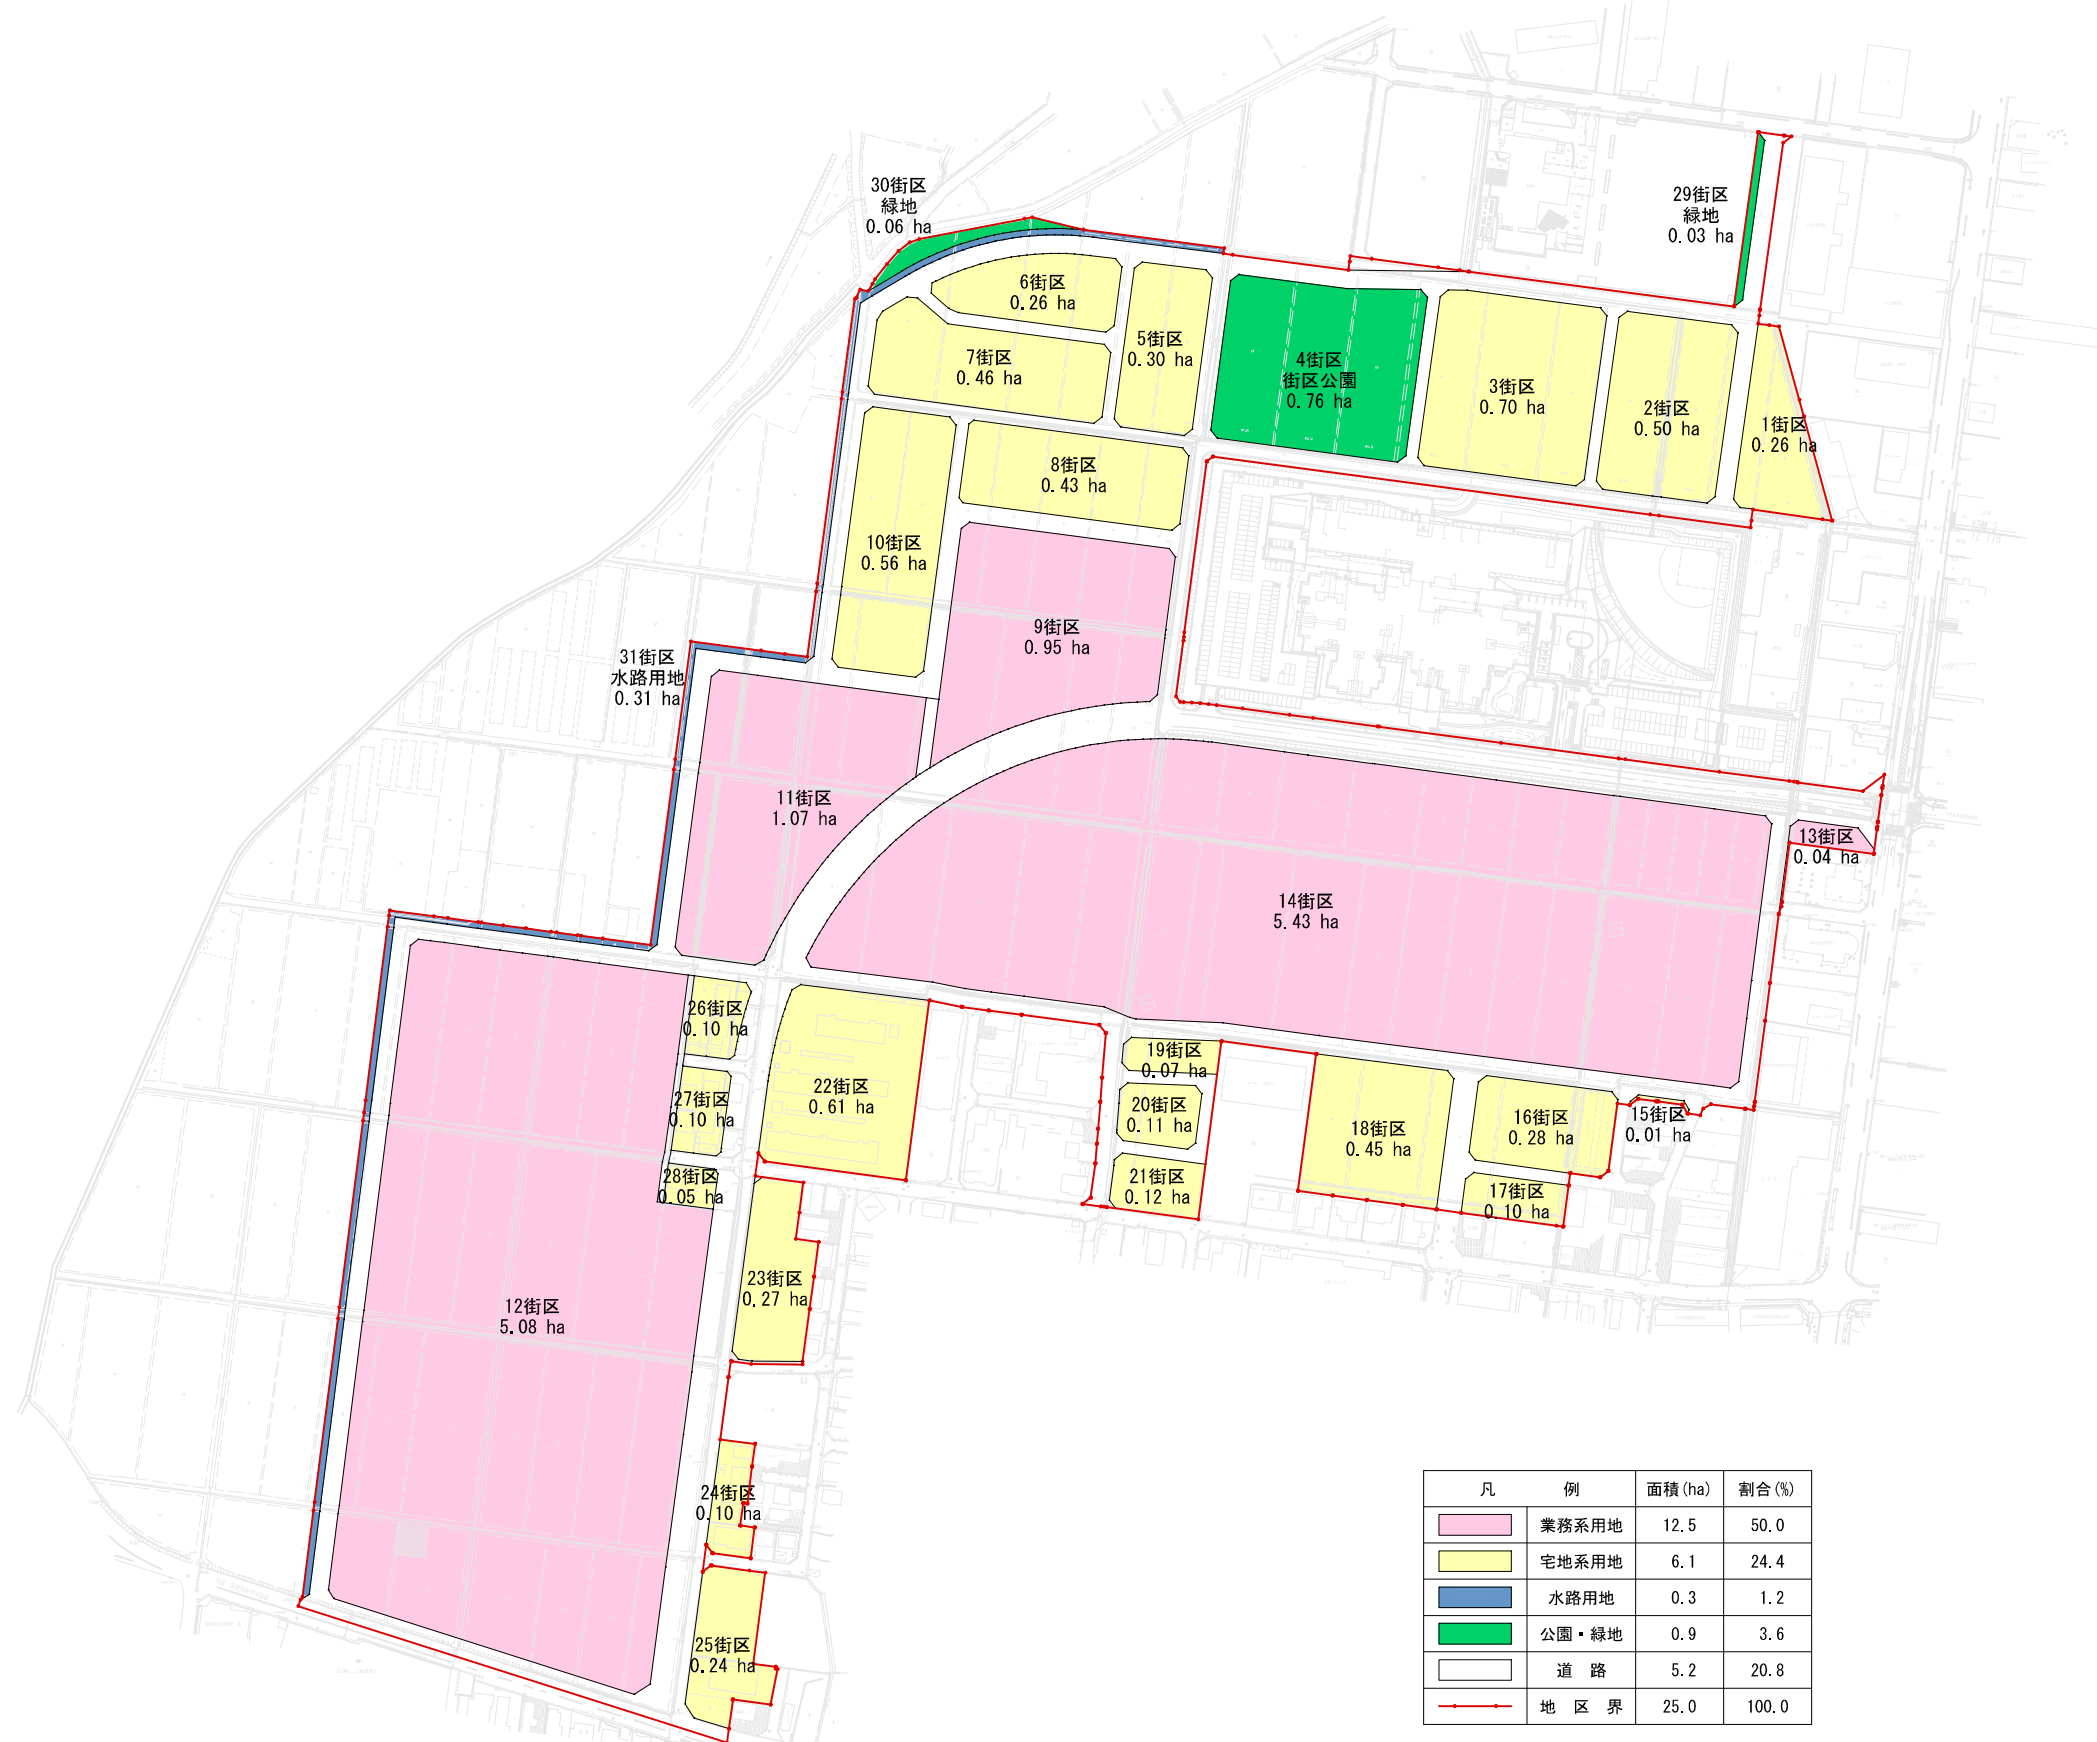 30街区
緑地
0.06 ha
29街区
緑地
0.03 ha
6街区
0.26 ha
5街区
0.30 ha
7街区
0.46 ha
4街区
街区公園
0.76 ha
3街区
0.70 ha
2街区
0.50 ha
1街区
0.26 ha
8街区
0.43 ha
10街区
0.56 ha
9街区
0.95 ha
31街区
水路用地
0.31 ha
11街区
1.07 ha
13街区
0.04 ha
14街区
5.43 ha
26街区
0.10 ha
27街区
0.10 ha
28街区
0.05 ha
22街区
0.61 ha
19街区
0.07 ha
20街区
0.11 ha
21街区
0.12 ha
18街区
0.45 ha
16街区
0.28 ha
15街区
0.01 ha
17街区
0.10 ha
23街区
0.27 ha
12街区
5.08 ha
24街区
0.10 ha
25街区
0.24 ha
凡 例 面積(ha) 割合(%)
業務系用地 12.5 50.0
宅地系用地 6.1 24.4
水路用地 0.3 1.2
公園・緑地 0.9 3.6
道 路 5.2 20.8
地 区 界 25.0 100.0